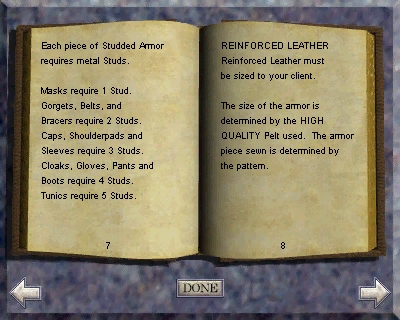 Each piece of Studded Armor
requires metal Studs.
Masks require 1 Stud.
Gorgets, Belts, and
Bracers require 2 Studs.
Caps, Shoulderpads and
Sleeves require 3 Studs.
Cloaks, Gloves, Pants and
Boots require 4 Studs.
Tunics require 5 Studs.
7
REINFORCED LEATHER
Reinforced Leather must
be sized to your client.
The size of the armor is
determined by the HIGH
QUALITY Pelt used. The armor
piece sewn is determined by
the pattern.
8
DONE